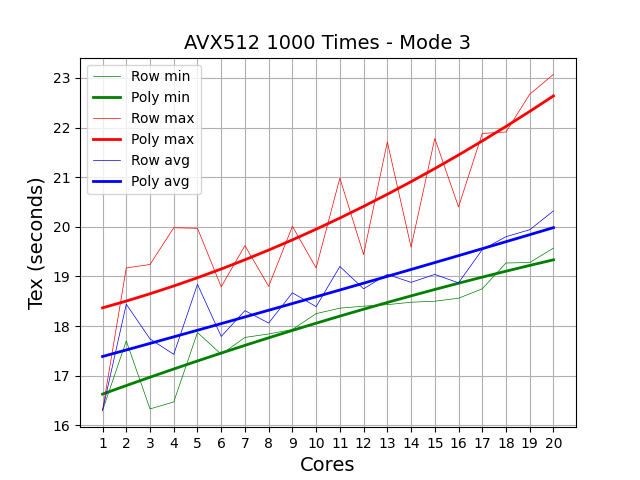 AVX512 1000 Times - Mode 3
Row min
Poly min
Row max
Poly max
Row avg
Poly avg
Tex (seconds)
23
22
21
20
19
18
17
16
1 2 3 4 5 6 7 8 9 10 11 12 13 14 15 16 17 18 19 20
Cores